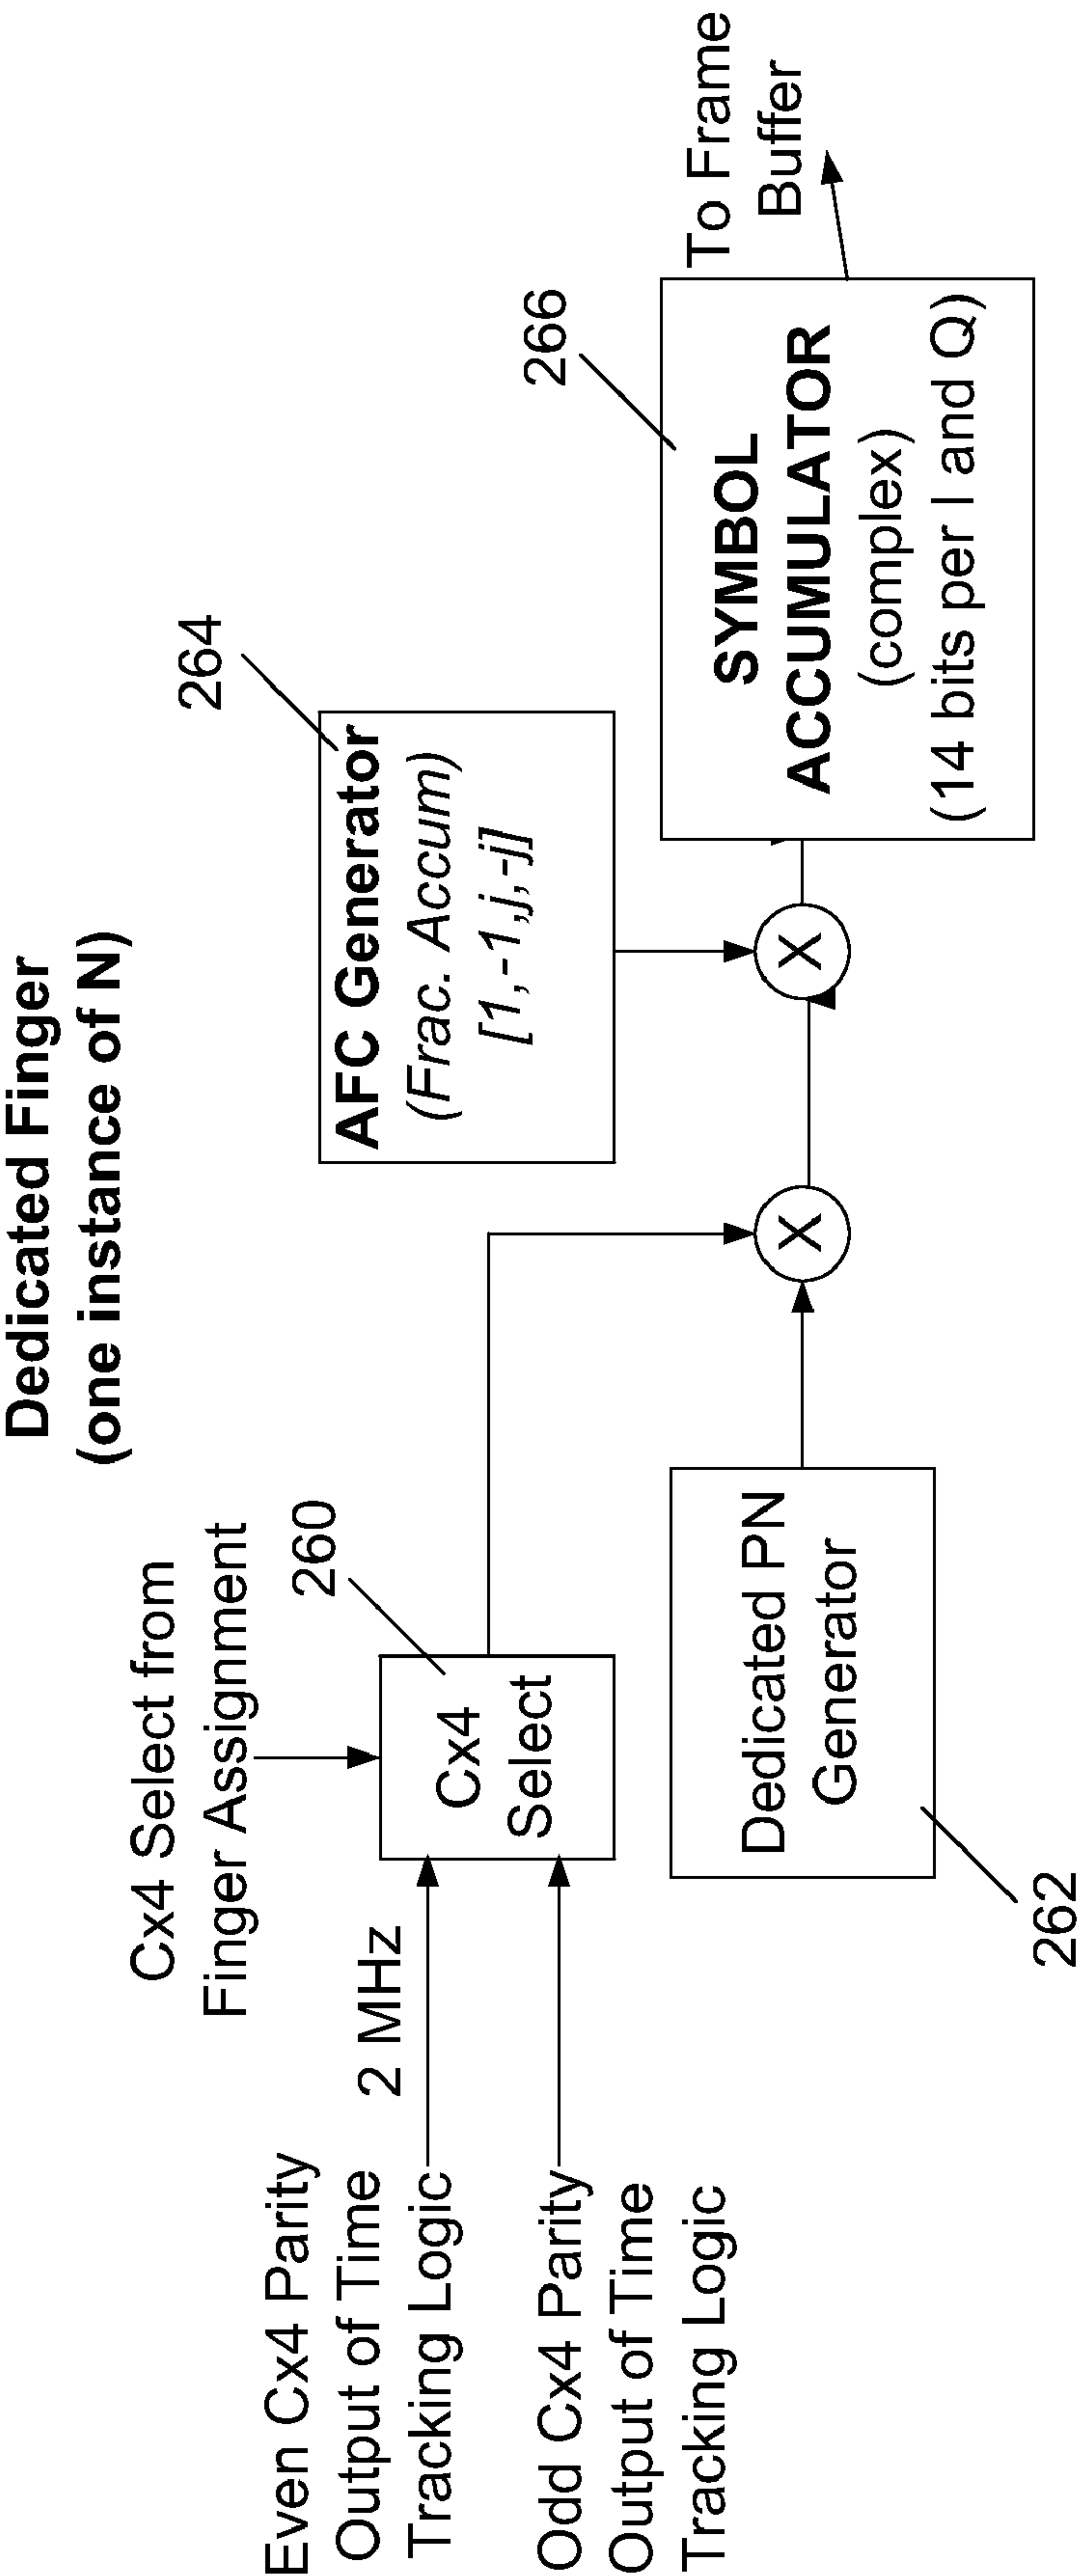 Dedicated Finger
(one instance of N)
Cx4 Select from
Finger Assignment
260
264
266
Even Cx4 Parity
Output of Time
Tracking Logic
2 MHz
Odd Cx4 Parity
Output of Time
Tracking Logic
Cx4
Select
AFC Generator
(Frac. Accum)
[1,-1,j,-j]
Dedicated PN
Generator
262
X
X
SYMBOL
ACCUMULATOR
(complex)
(14 bits per I and Q)
To Frame
Buffer